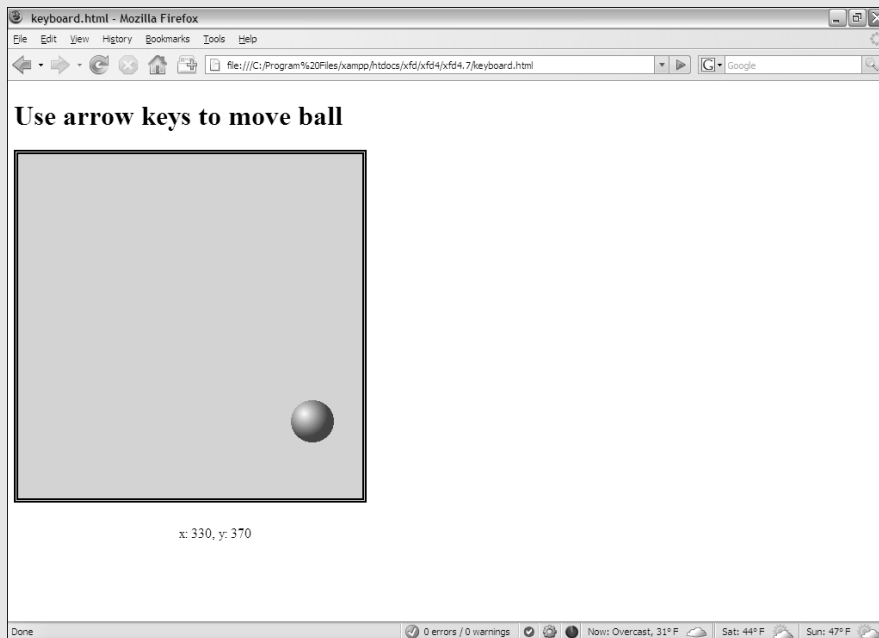 keyboard.html - Mozilla Firefox
File Edit View History Bookmarks Tools Help
file:///C:/Program%20Files/xampp/htdocs/xfd/xfd4/xfd4.7/keyboard.html
G Google
Use arrow keys to move ball
x: 330, y: 370
Done 0 errors / 0 warnings Now: Overcast, 31° F Sat: 44° F Sun: 47° F